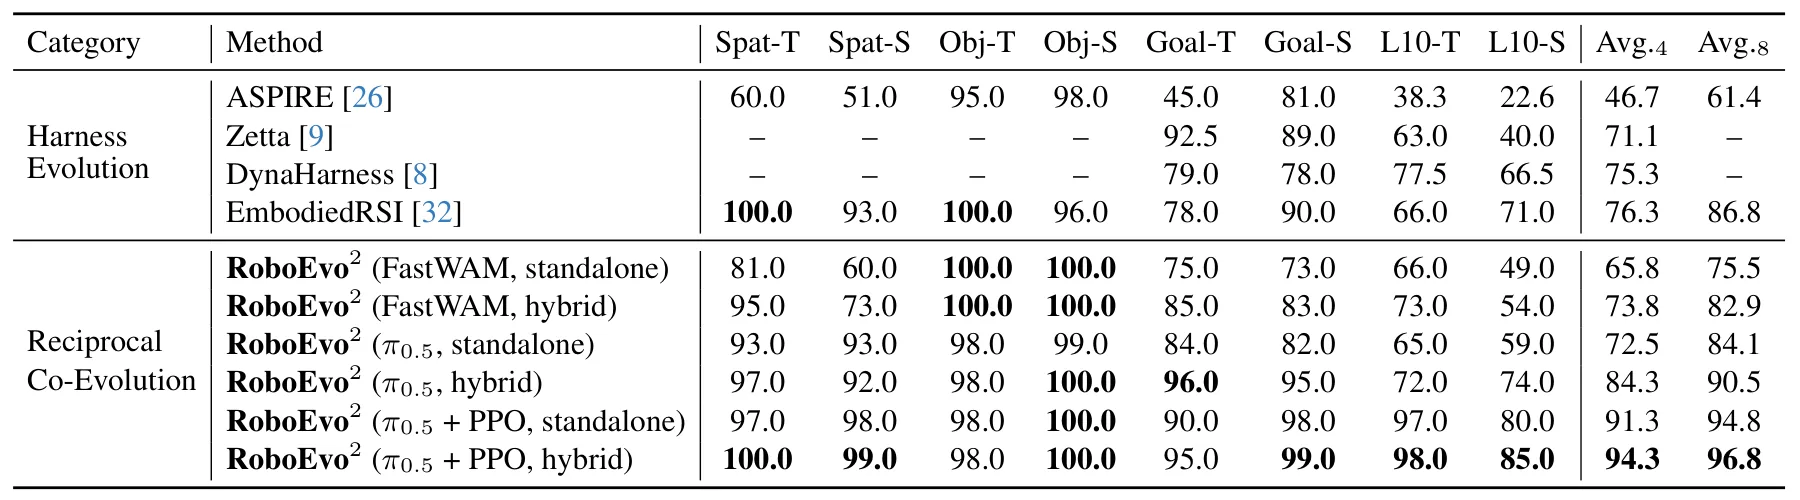 Category Method Spat-T Spat-S Obj-T Obj-S Goal-T Goal-S L10-T L10-S Avg.₄ Avg.₈
Harness Evolution
ASPIRE [26] 60.0 51.0 95.0 98.0 45.0 81.0 38.3 22.6 46.7 61.4
Zetta [9] – – – – 92.5 89.0 63.0 40.0 71.1 –
DynaHarness [8] – – – – 79.0 78.0 77.5 66.5 75.3 –
EmbodiedRSI [32] 100.0 93.0 100.0 96.0 78.0 90.0 66.0 71.0 76.3 86.8
Reciprocal Co-Evolution
RoboEvo² (FastWAM, standalone) 81.0 60.0 100.0 100.0 75.0 73.0 66.0 49.0 65.8 75.5
RoboEvo² (FastWAM, hybrid) 95.0 73.0 100.0 100.0 85.0 83.0 73.0 54.0 73.8 82.9
RoboEvo² (π₀.₅, standalone) 93.0 93.0 98.0 99.0 84.0 82.0 65.0 59.0 72.5 84.1
RoboEvo² (π₀.₅, hybrid) 97.0 92.0 98.0 100.0 96.0 95.0 72.0 74.0 84.3 90.5
RoboEvo² (π₀.₅ + PPO, standalone) 97.0 98.0 98.0 100.0 90.0 98.0 97.0 80.0 91.3 94.8
RoboEvo² (π₀.₅ + PPO, hybrid) 100.0 99.0 98.0 100.0 95.0 99.0 98.0 85.0 94.3 96.8